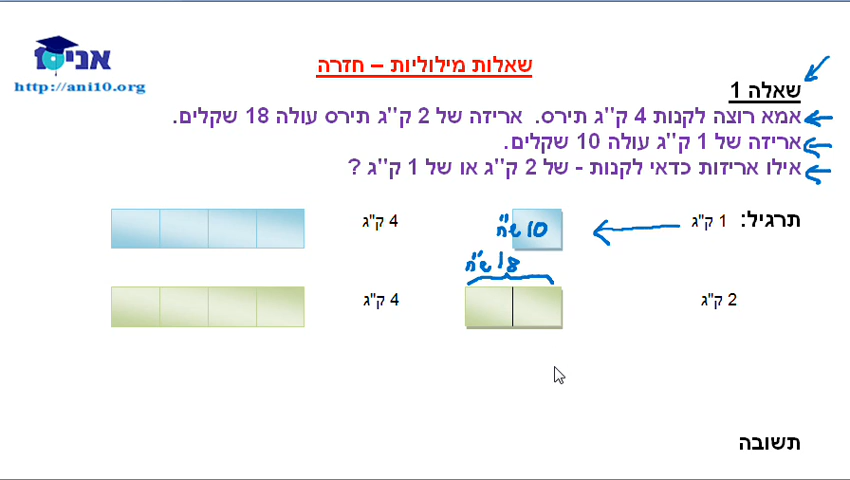 אניס10
http://ani10.org
שאלות מילוליות – חזרה
שאלה 1
אמא רוצה לקנות 4 ק"ג תירס. אריזה של 2 ק"ג תירס עולה 18 שקלים.
אריזה של 1 ק"ג עולה 10 שקלים.
אילו אריזות כדאי לקנות - של 2 ק"ג או של 1 ק"ג ?
תרגיל: 1 ק"ג 10 ש"ח 4 ק"ג
18 ש"ח
2 ק"ג 4 ק"ג
תשובה